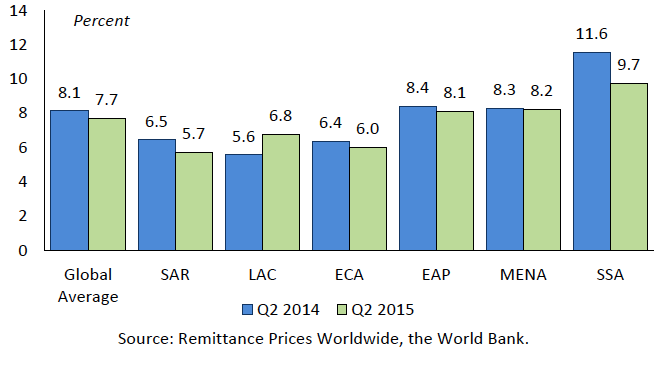 14
Percent
12
10
8
6
4
2
0
8.1 7.7
6.5 5.7
5.6 6.8
6.4 6.0
8.4 8.1
8.3 8.2
11.6 9.7
Global
Average
SAR LAC ECA EAP MENA SSA
Q2 2014 Q2 2015
Source: Remittance Prices Worldwide, the World Bank.